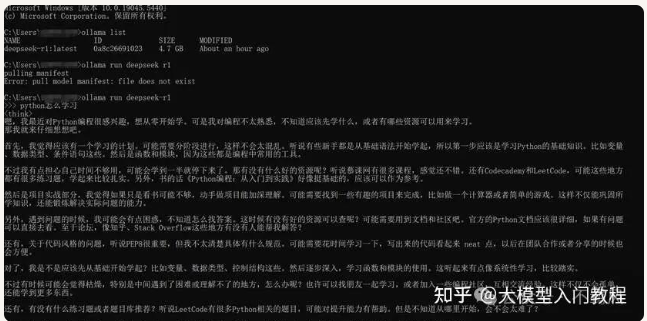 Microsoft Windows [版本 10.0.19045.5440]
(c) Microsoft Corporation。保留所有权利。
C:\Users\ >ollama list
NAME ID SIZE MODIFIED
deepseek-r1:latest 0a8c26691023 4.7 GB About an hour ago
C:\Users\ >ollama run deepseek r1
pulling manifest
Error: pull model manifest: file does not exist
C:\Users\ >ollama run deepseek-r1
>>> python怎么学习
<think>
嗯，我最近对Python编程很感兴趣，想从零开始学。可是我对编程不太熟悉，不知道应该先学什么，或者有哪些资源可以用来学习。
那我就来仔细想想吧。
首先，我觉得应该有一个学习的计划。可能需要分阶段进行，这样不会太混乱。听说有些新手都是从基础语法开始学起，所以第一步应该是学习Python的基础知识。比如变量
、数据类型、条件语句这些。然后是函数和模块，因为这些都是编程中常用的工具。
不过我有点担心自己时间不够用，可能会学到一半就停下来了。那有没有什么好的资源呢？听说慕课网有很多课程，感觉还不错。还有Codecademy和LeetCode，可能这些地方
都有很多练习题，学起来比较扎实。另外，书的话《Python编程：从入门到实践》好像挺基础的，应该可以作为参考。
然后是项目实战部分。我觉得如果只是看书可能不够，动手做项目能加深理解。可能需要找到一些有趣的项目来完成，比如做一个计算器或者简单的游戏。这样不仅能巩固所
学知识，还能锻炼解决实际问题的能力。
另外，遇到问题的时候，我可能会有点困惑，不知道怎么找答案。这时候有没有好的资源可以查呢？可能需要用到文档和社区吧。官方的Python文档应该很详细，如果有问题
可以直接去看。至于论坛，像知乎、Stack Overflow这些地方有没有人能帮我解答？
还有，关于代码风格的问题，听说PEP8很重要，但我不太清楚具体有什么规范。可能需要花时间学习一下，写出来的代码看起来 neat 点，以后在团队合作或者分享的时候也
会方便。
对了，我是不是应该先从基础开始学起？比如变量、数据类型、控制结构这些，然后逐步深入，学习函数和模块的使用。这听起来有点像系统性学习，比较踏实。
不过有时候可能会觉得枯燥，特别是中间遇到了困难或理解不了的地方，怎么办呢？也许可以找朋友一起学习，或者加入一些编程社区，互相交流经验。这样不仅不会孤单，
还能学到更多东西。
还有，有没有什么练习题或者题目库推荐？听说LeetCode有很多Python相关的题目，可能对提升能力有帮助。但是不知道从哪里开始，会不会太难了？
知乎 @大模型入门教程